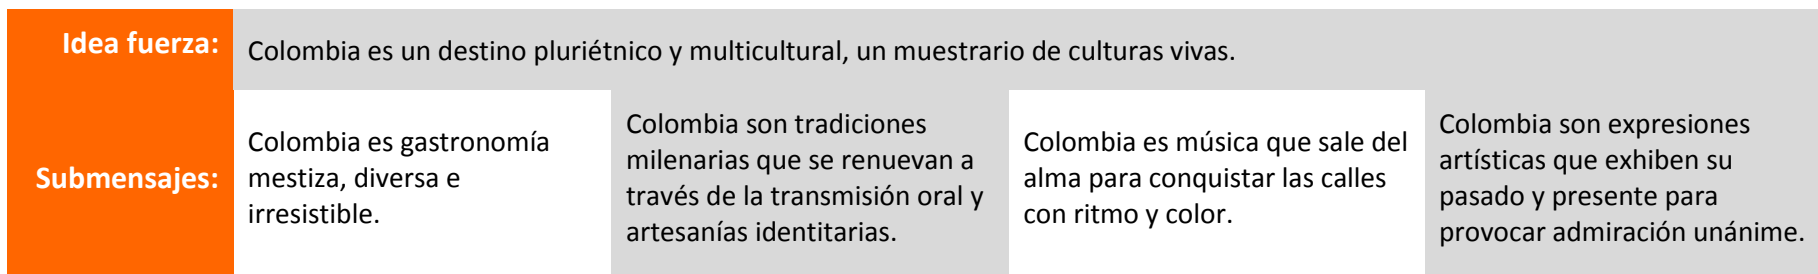 Idea fuerza:
Colombia es un destino pluriétnico y multicultural, un muestrario de culturas vivas.
Submensajes:
Colombia es gastronomía
mestiza, diversa e
irresistible.
Colombia son tradiciones
milenarias que se renuevan a
través de la transmisión oral y
artesanías identitarias.
Colombia es música que sale del
alma para conquistar las calles
con ritmo y color.
Colombia son expresiones
artísticas que exhiben su
pasado y presente para
provocar admiración unánime.